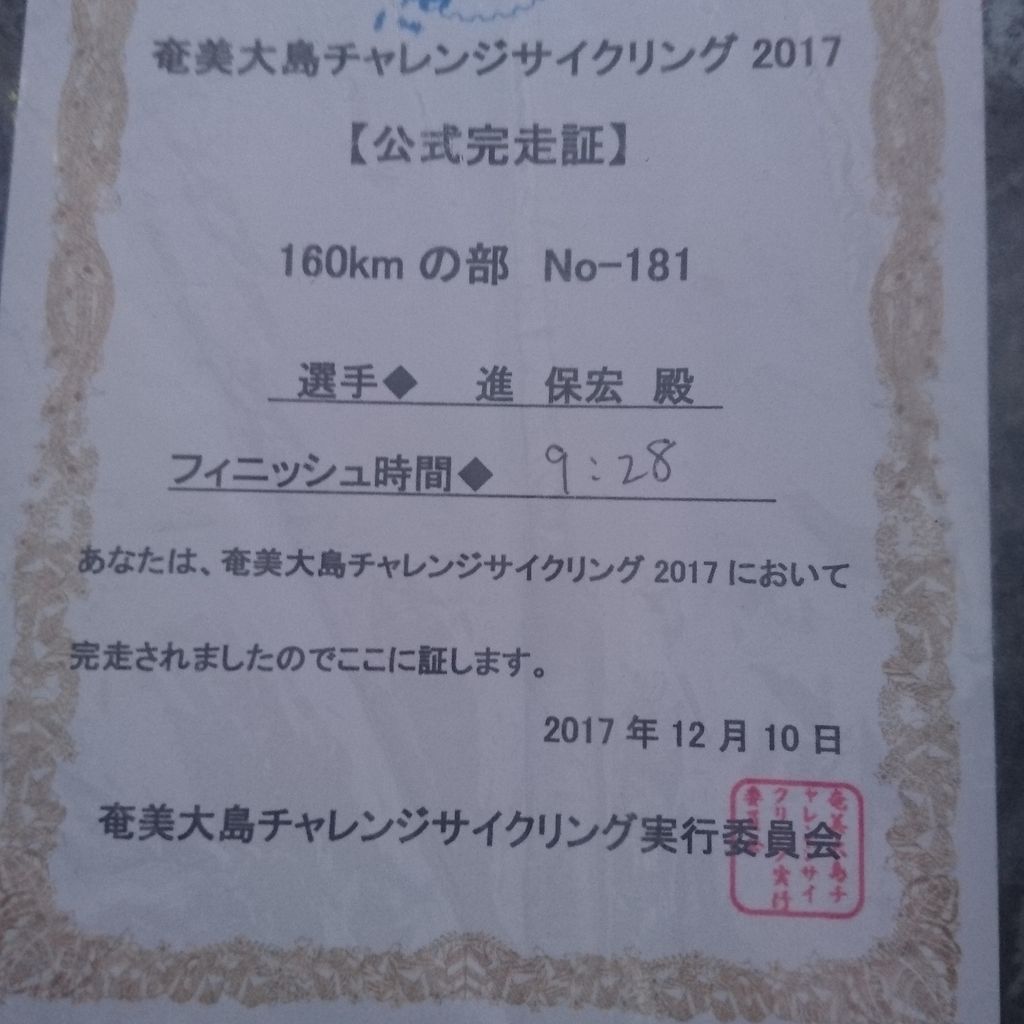 奄美大島チャレンジサイクリング 2017
【公式完走証】
160km の部 No-181
選手◆ 進 保宏 殿
フィニッシュ時間◆ 9:28
あなたは、奄美大島チャレンジサイクリング 2017 において
完走されましたのでここに証します。
2017 年 12 月 10 日
奄美大島チャレンジサイクリング実行委員会